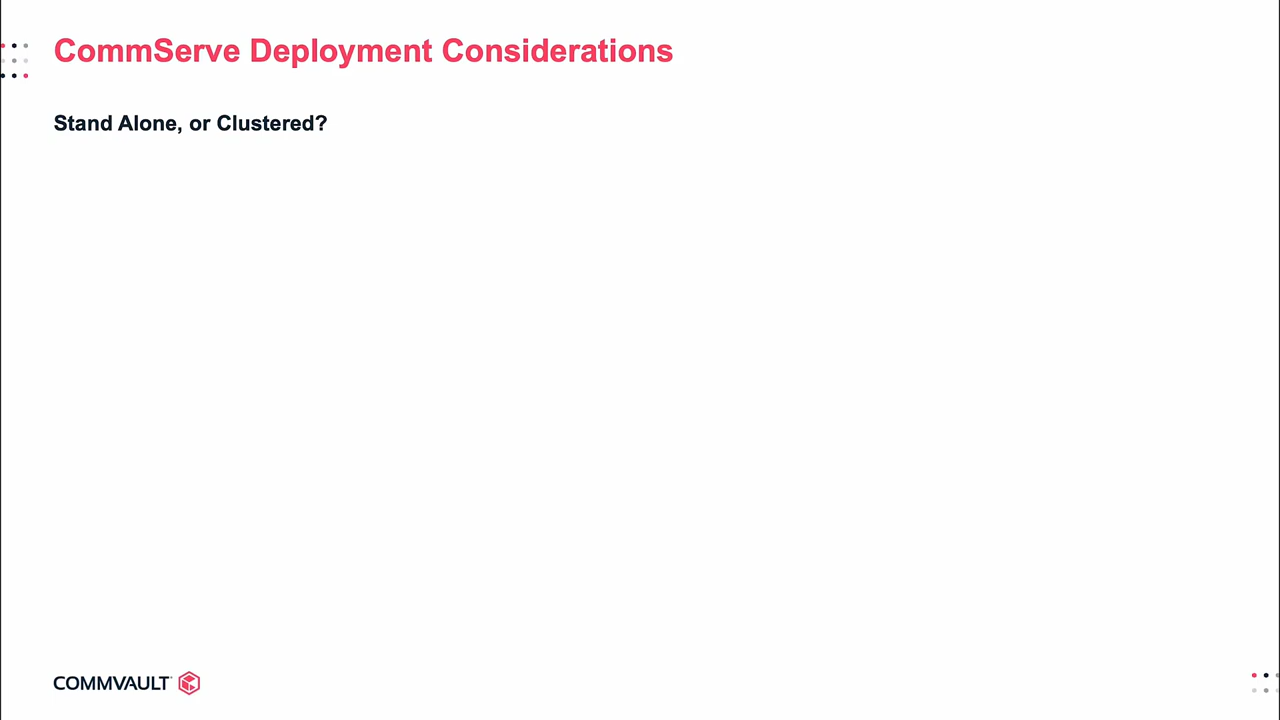 CommServe Deployment Considerations
Stand Alone, or Clustered?
COMMVAULT